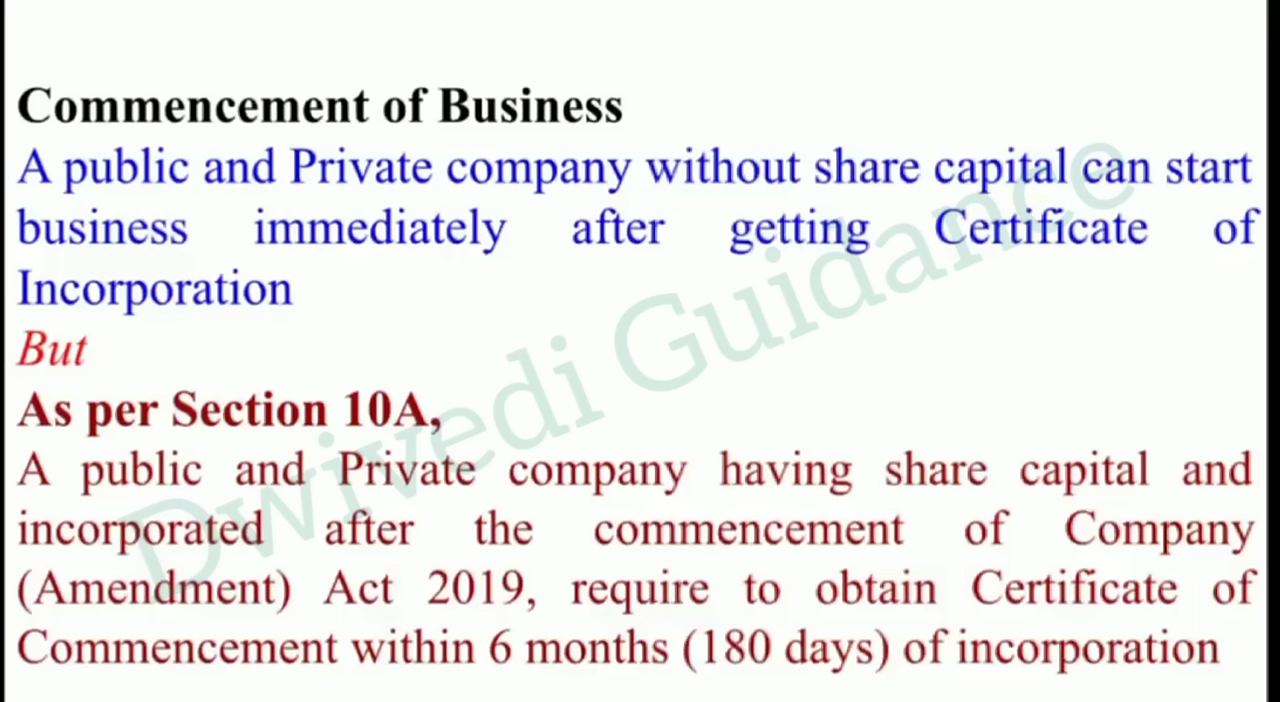 Commencement of Business
A public and Private company without share capital can start
business immediately after getting Certificate of
Incorporation
But
As per Section 10A,
A public and Private company having share capital and
incorporated after the commencement of Company
(Amendment) Act 2019, require to obtain Certificate of
Commencement within 6 months (180 days) of incorporation
Dwivedi Guidance